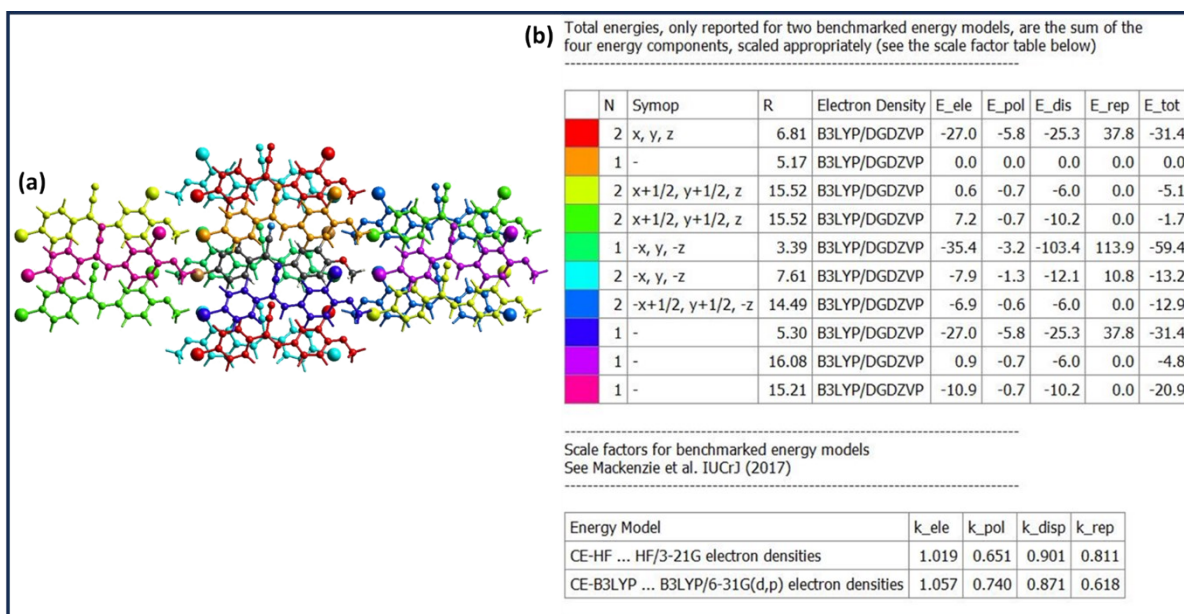 (a)
(b)
Total energies, only reported for two benchmarked energy models, are the sum of the
four energy components, scaled appropriately (see the scale factor table below)
N Symop R Electron Density E_ele E_pol E_dis E_rep E_tot
2 x, y, z 6.81 B3LYP/DGDZVP -27.0 -5.8 -25.3 37.8 -31.4
1 - 5.17 B3LYP/DGDZVP 0.0 0.0 0.0 0.0 0.0
2 x+1/2, y+1/2, z 15.52 B3LYP/DGDZVP 0.6 -0.7 -6.0 0.0 -5.1
2 x+1/2, y+1/2, z 15.52 B3LYP/DGDZVP 7.2 -0.7 -10.2 0.0 -1.7
1 -x, y, -z 3.39 B3LYP/DGDZVP -35.4 -3.2 -103.4 113.9 -59.4
2 -x, y, -z 7.61 B3LYP/DGDZVP -7.9 -1.3 -12.1 10.8 -13.2
2 -x+1/2, y+1/2, -z 14.49 B3LYP/DGDZVP -6.9 -0.6 -6.0 0.0 -12.9
1 - 5.30 B3LYP/DGDZVP -27.0 -5.8 -25.3 37.8 -31.4
1 - 16.08 B3LYP/DGDZVP 0.9 -0.7 -6.0 0.0 -4.8
1 - 15.21 B3LYP/DGDZVP -10.9 -0.7 -10.2 0.0 -20.9
Scale factors for benchmarked energy models
See Mackenzie et al. IUCrJ (2017)
Energy Model k_ele k_pol k_disp k_rep
CE-HF ... HF/3-21G electron densities 1.019 0.651 0.901 0.811
CE-B3LYP ... B3LYP/6-31G(d,p) electron densities 1.057 0.740 0.871 0.618